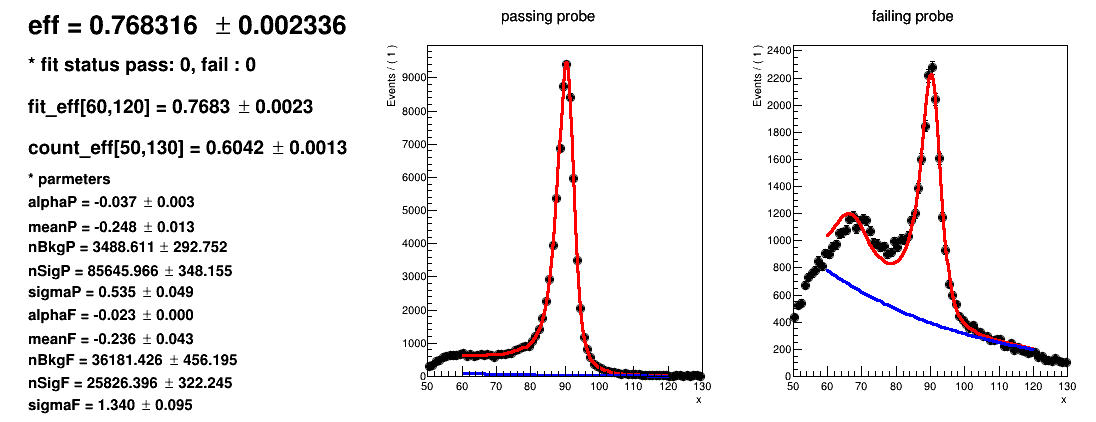 eff = 0.768316 ± 0.002336
* fit status pass: 0, fail : 0
fit_eff[60,120] = 0.7683 ± 0.0023
count_eff[50,130] = 0.6042 ± 0.0013
* parmeters
alphaP = -0.037 ± 0.003
meanP = -0.248 ± 0.013
nBkgP = 3488.611 ± 292.752
nSigP = 85645.966 ± 348.155
sigmaP = 0.535 ± 0.049
alphaF = -0.023 ± 0.000
meanF = -0.236 ± 0.043
nBkgF = 36181.426 ± 456.195
nSigF = 25826.396 ± 322.245
sigmaF = 1.340 ± 0.095
passing probe
Events / ( 1 )
9000
8000
7000
6000
5000
4000
3000
2000
1000
0
50 60 70 80 90 100 110 120 130
x
failing probe
Events / ( 1 )
2400
2200
2000
1800
1600
1400
1200
1000
800
600
400
200
0
50 60 70 80 90 100 110 120 130
x